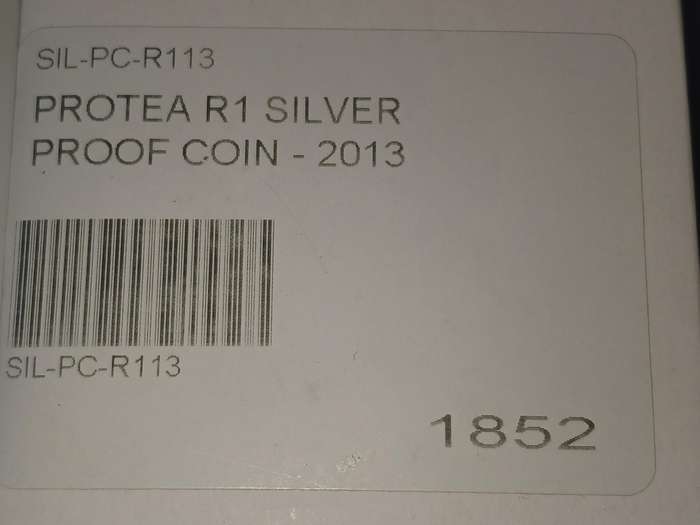 SIL-PC-R113
PROTEA R1 SILVER
PROOF COIN - 2013
SIL-PC-R113
1852